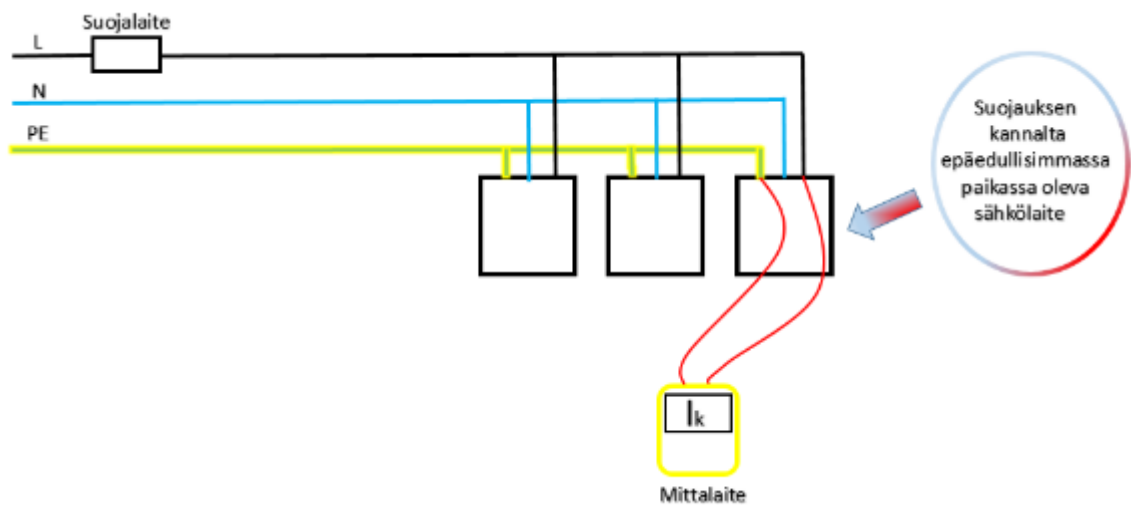 Suojalaite
L
N
PE
Suojauksen
kannalta
epäedullisimmassa
paikassa oleva
sähkölaite
Ik
Mittalaite